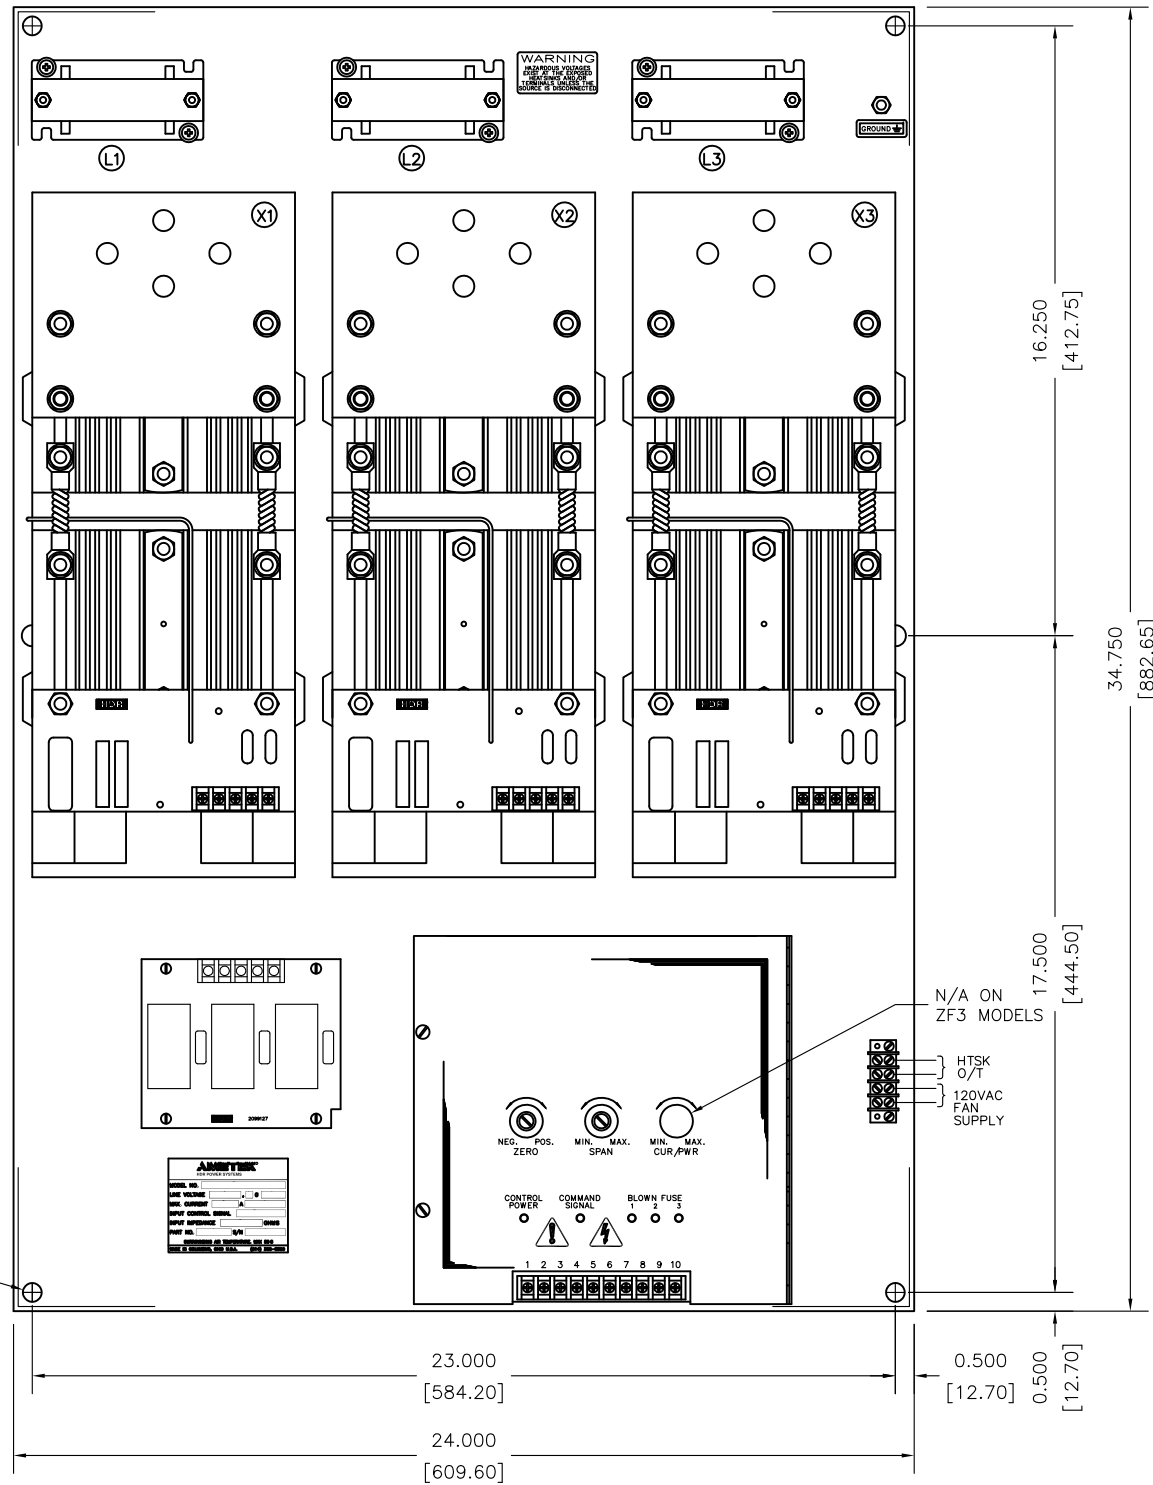 WARNING
HAZARDOUS VOLTAGES
EXIST AT THE EXPOSED
HEATSINKS AND/OR
TERMINALS UNLESS THE
SOURCE IS DISCONNECTED
GROUND
L1
L2
L3
X1
X2
X3
16.250
[412.75]
34.750
[882.65]
HDR
HDR
HDR
17.500
[444.50]
N/A ON
ZF3 MODELS
HTSK
O/T
120VAC
FAN
SUPPLY
NEG. POS.
ZERO
MIN. MAX.
SPAN
MIN. MAX.
CUR/PWR
AMETEK
HDR POWER SYSTEMS
MODEL NO.
LINE VOLTAGE
MAX. CURRENT A
INPUT CONTROL SIGNAL
INPUT IMPEDANCE OHMS
PART NO. S/N
CONTROL
POWER
COMMAND
SIGNAL
BLOWN FUSE
1 2 3
1 2 3 4 5 6 7 8 9 10
23.000
[584.20]
0.500
[12.70]
0.500
[12.70]
24.000
[609.60]